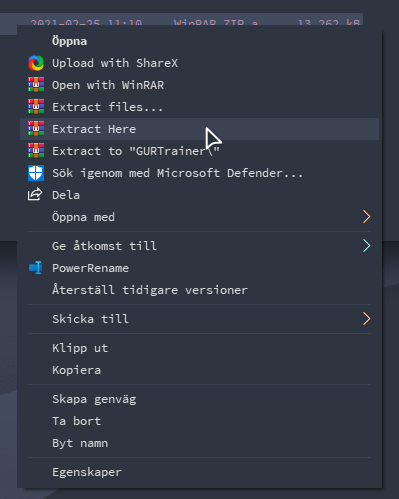 2021-02-25 11:10 WinRAR ZIP a... 13 262 kB
Öppna
Upload with ShareX
Open with WinRAR
Extract files...
Extract Here
Extract to "GURTrainer\"
Sök igenom med Microsoft Defender...
Dela
Öppna med
Ge åtkomst till
PowerRename
Återställ tidigare versioner
Skicka till
Klipp ut
Kopiera
Skapa genväg
Ta bort
Byt namn
Egenskaper